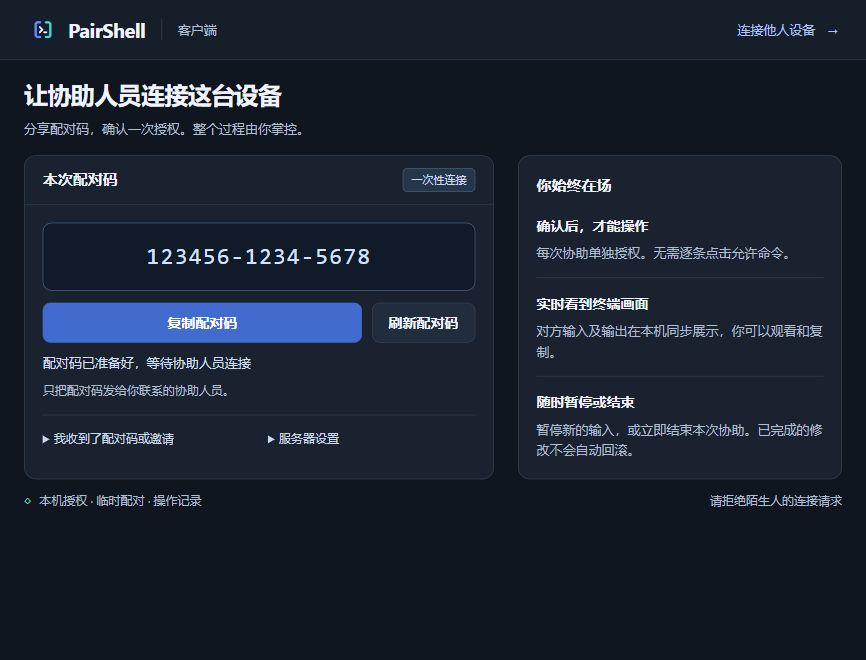 PairShell 客户端
连接他人设备 →
让协助人员连接这台设备
分享配对码，确认一次授权。整个过程由你掌控。
本次配对码
一次性连接
123456-1234-5678
复制配对码
刷新配对码
配对码已准备好，等待协助人员连接
只把配对码发给你联系的协助人员。
▶ 我收到了配对码或邀请
▶ 服务器设置
你始终在场
确认后，才能操作
每次协助单独授权。无需逐条点击允许命令。
实时看到终端画面
对方输入及输出在本机同步展示，你可以观看和复
制。
随时暂停或结束
暂停新的输入，或立即结束本次协助。已完成的修
改不会自动回滚。
本机授权 · 临时配对 · 操作记录
请拒绝陌生人的连接请求